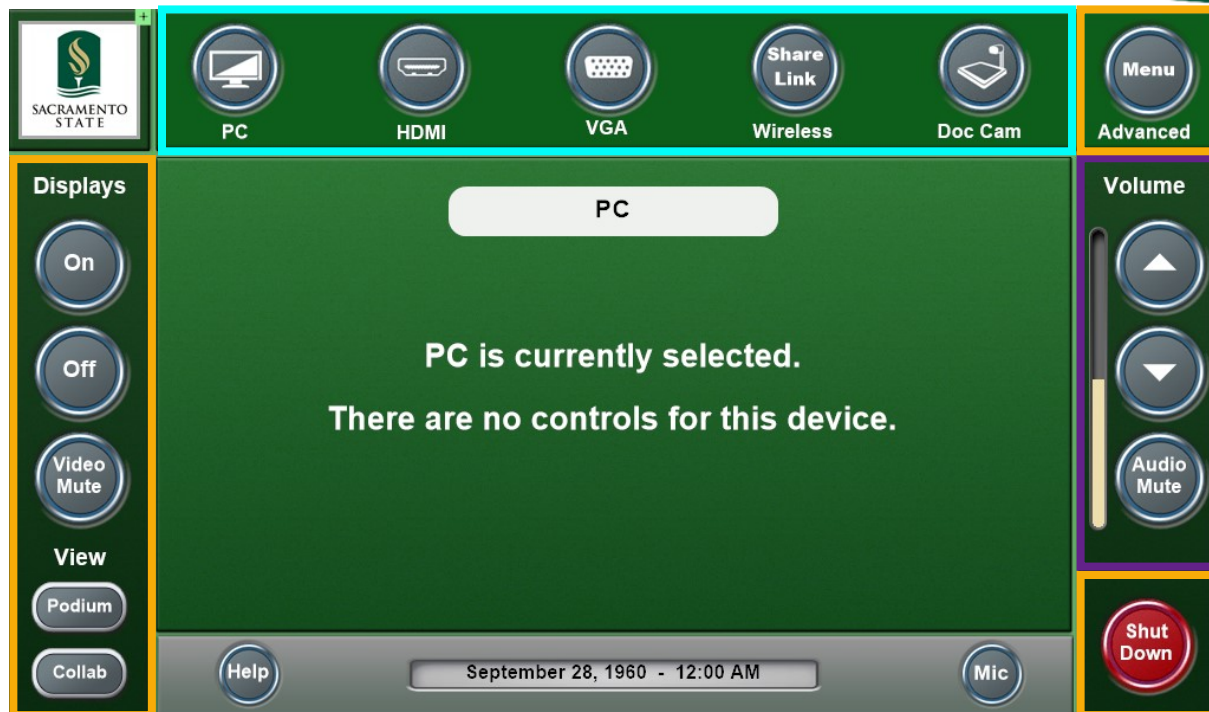 SACRAMENTO
STATE
PC
HDMI
VGA
Share
Link
Wireless
Doc Cam
Menu
Advanced
Displays
On
Off
Video
Mute
View
Podium
Collab
PC
PC is currently selected.
There are no controls for this device.
Volume
Audio
Mute
Help
September 28, 1960 - 12:00 AM
Mic
Shut
Down